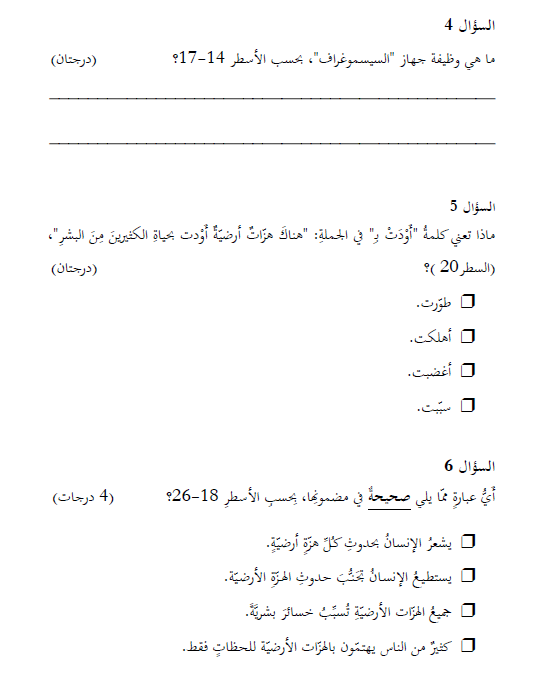 السؤال 4
ما هي وظيفة جهاز "السيسموغراف"، بحسب الأسطر 14–17؟ (درجتان)
السؤال 5
ماذا تعني كلمةُ "أَوْدَتْ بِـ" في الجملةِ: "هناكَ هزّاتٌ أرضيّةٌ أَوْدت بحياةِ الكثيرينَ مِنَ البشرِ"،
(السطر20 )؟ (درجتان)
❒ طوّرت.
❒ أهلكت.
❒ أغضبت.
❒ سبّبت.
السؤال 6
أَيُّ عبارةٍ ممّا يلي صحيحةٌ في مضمونِها، بِحسبِ الأسطرِ 18–26؟ (4 درجات)
❒ يشعرُ الإنسانُ بحدوثِ كلِّ هزّةٍ أرضيّةٍ.
❒ يستطيعُ الإنسانُ تجنُّبَ حدوثِ الهزّةِ الأرضيّة.
❒ جميعُ الهزّات الأرضيّةِ تُسبِّبُ خسائرَ بشريَّةً.
❒ كثيرٌ من الناس يهتمّون بالهزّات الأرضيّة للحظاتٍ فقط.